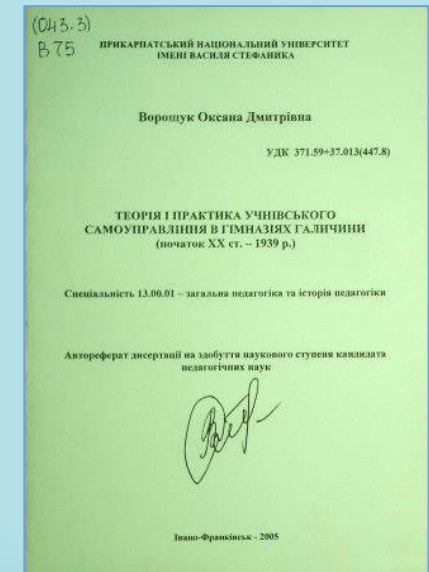 (043.3)
В 75
ПРИКАРПАТСЬКИЙ НАЦІОНАЛЬНИЙ УНІВЕРСИТЕТ
ІМЕНІ ВАСИЛЯ СТЕФАНИКА
Ворощук Оксана Дмитрівна
УДК 371.59+37.013(447.8)
ТЕОРІЯ І ПРАКТИКА УЧНІВСЬКОГО
САМОУПРАВЛІННЯ В ГІМНАЗІЯХ ГАЛИЧИНИ
(початок ХХ ст. – 1939 р.)
Спеціальність 13.00.01 – загальна педагогіка та історія педагогіки
Автореферат дисертації на здобуття наукового ступеня кандидата
педагогічних наук
Івано-Франківськ - 2005